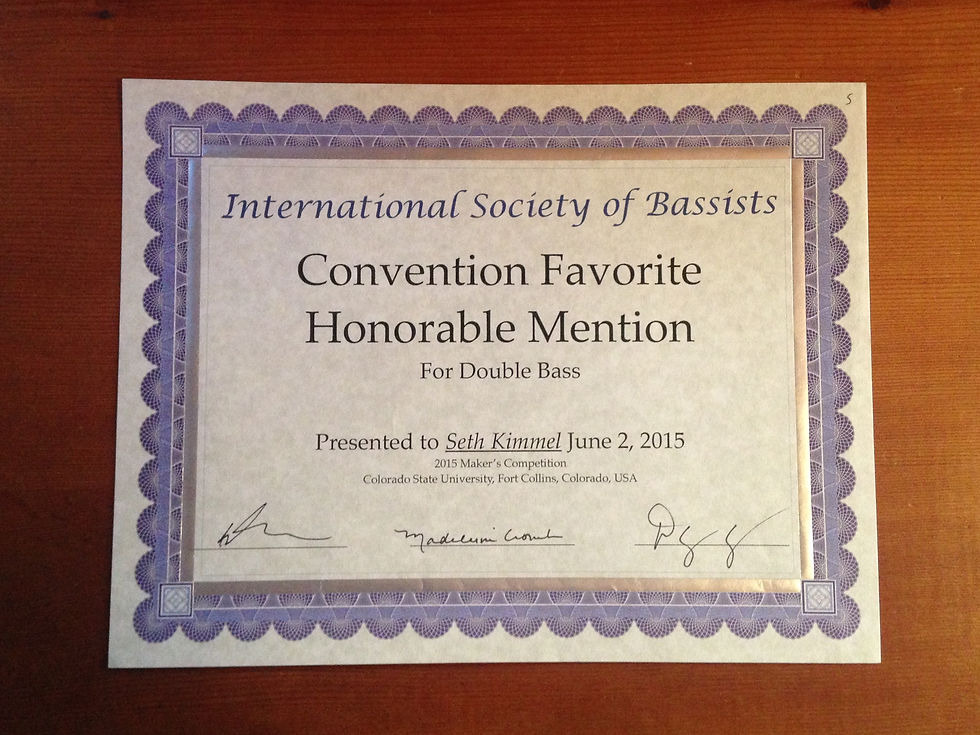 5
International Society of Bassists
Convention Favorite
Honorable Mention
For Double Bass
Presented to Seth Kimmel June 2, 2015
2015 Maker's Competition
Colorado State University, Fort Collins, Colorado, USA